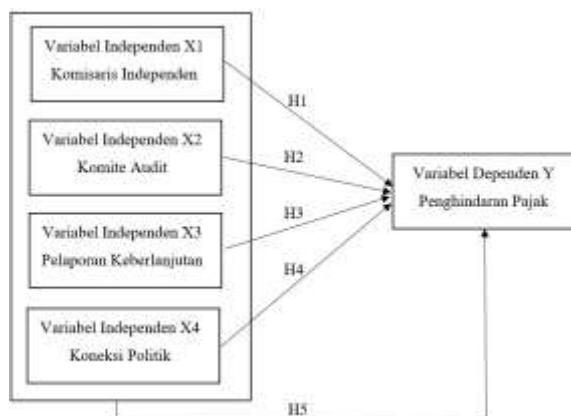 Variabel Independen X1
Komisaris Independen
H1
Variabel Independen X2
Komite Audit
H2
Variabel Dependen Y
Penghindaran Pajak
Variabel Independen X3
Pelaporan Keberlanjutan
H3
H4
Variabel Independen X4
Koneksi Politik
H5